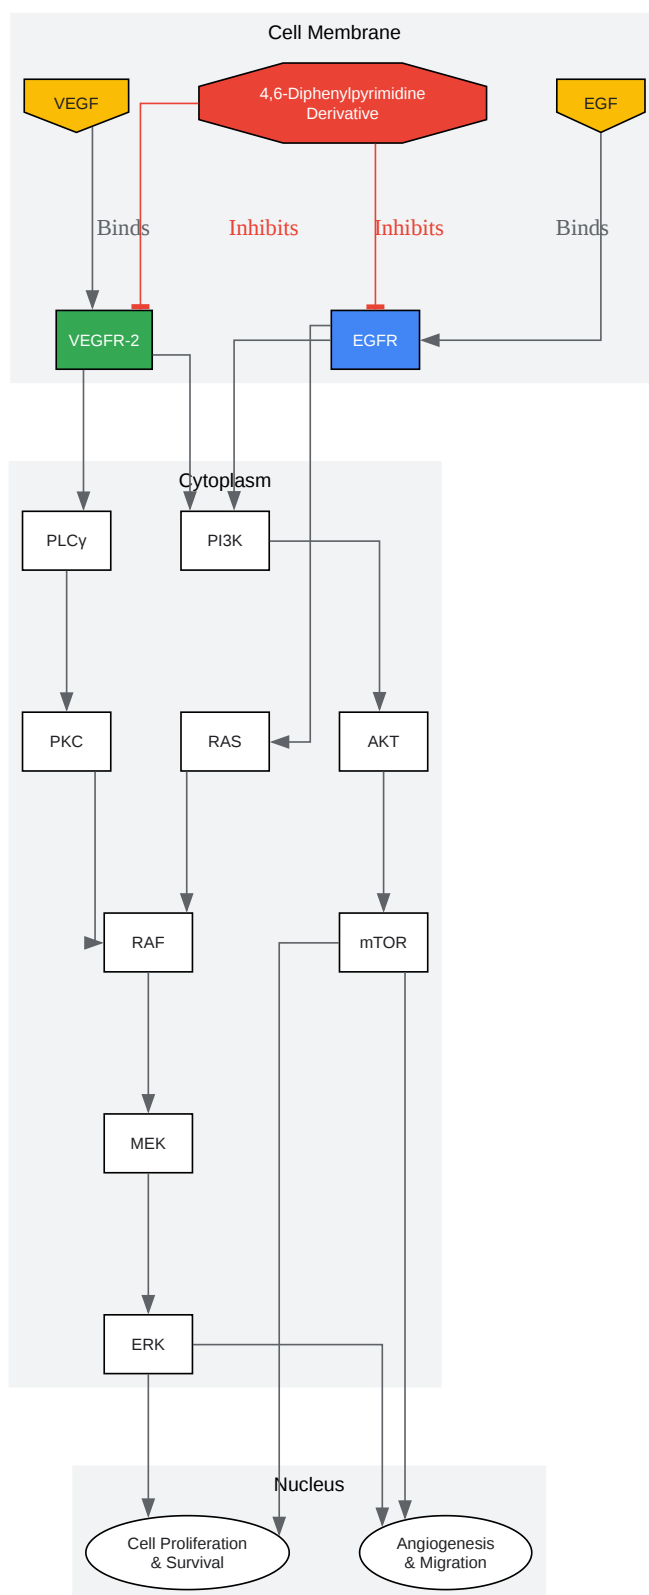 Cell Membrane
VEGF
4,6-Diphenylpyrimidine
Derivative
EGF
Binds
Inhibits
Inhibits
Binds
VEGFR-2
EGFR
Cytoplasm
PLCγ
PI3K
PKC
RAS
AKT
RAF
mTOR
MEK
ERK
Nucleus
Cell Proliferation
& Survival
Angiogenesis
& Migration